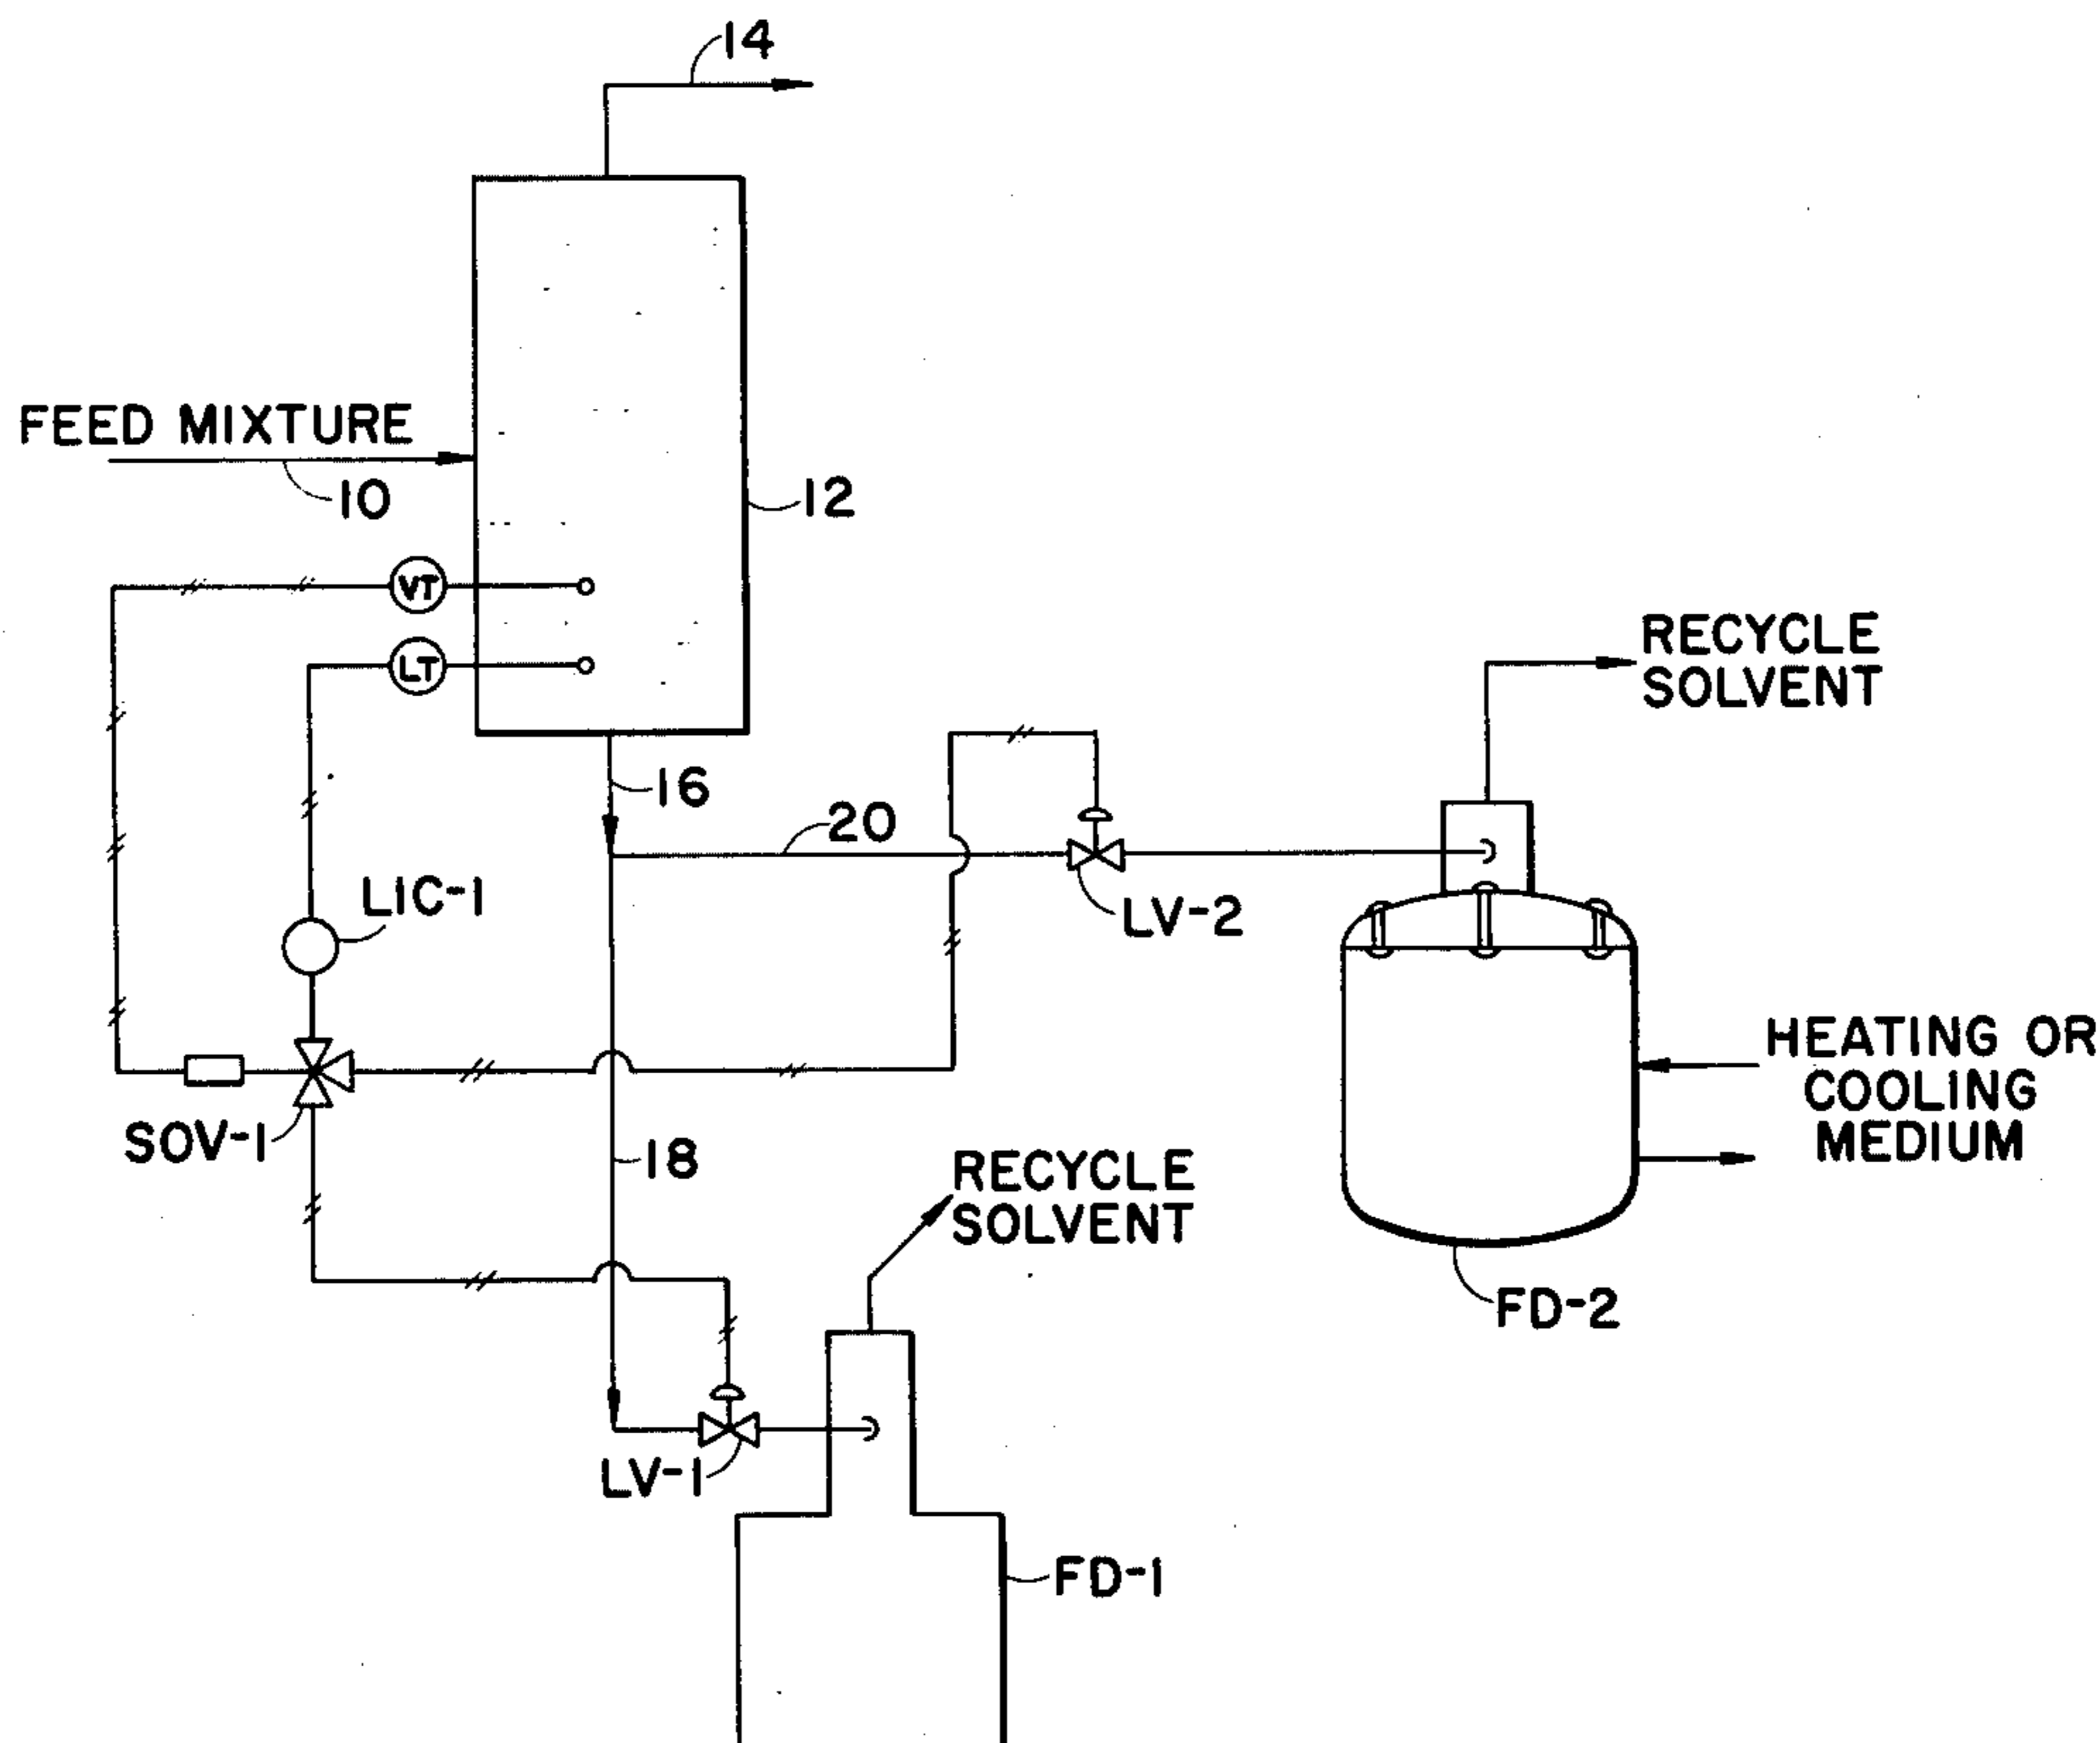 14
FEED MIXTURE
10
12
VT
LT
RECYCLE
SOLVENT
16
20
LIC-1
LV-2
HEATING OR
COOLING
MEDIUM
SOV-1
18
RECYCLE
SOLVENT
FD-2
LV-1
FD-1